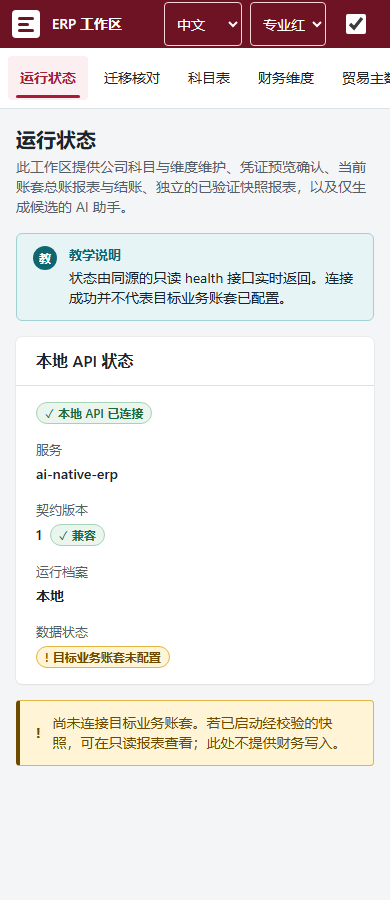 ERP 工作区
中文
专业红
运行状态
迁移核对
科目表
财务维度
贸易主数
运行状态
此工作区提供公司科目与维度维护、凭证预览确认、当前
账套总账报表与结账、独立的已验证快照报表，以及仅生
成候选的 AI 助手。
教
教学说明
状态由同源的只读 health 接口实时返回。连接
成功并不代表目标业务账套已配置。
本地 API 状态
✓ 本地 API 已连接
服务
ai-native-erp
契约版本
1 ✓ 兼容
运行档案
本地
数据状态
! 目标业务账套未配置
! 尚未连接目标业务账套。若已启动经校验的快
照，可在只读报表查看；此处不提供财务写入。